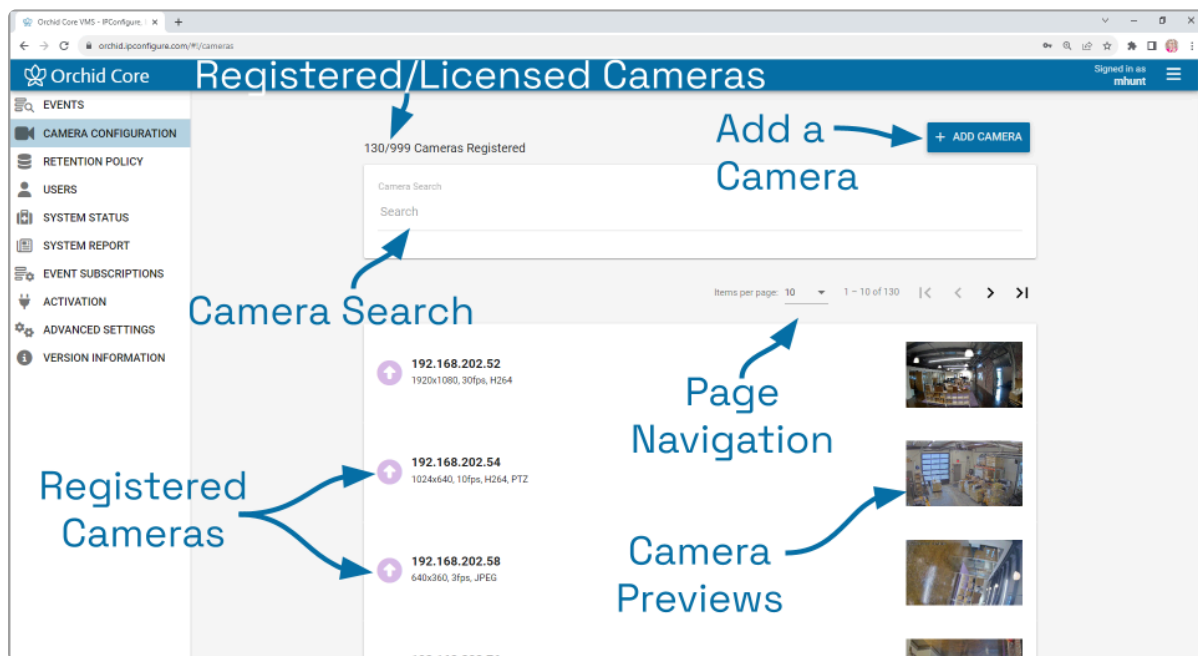 Orchid Core VMS - IPConfigure, I
orchid.ipconfigure.com/#!/cameras
Orchid Core
Registered/Licensed Cameras
Signed in as
mhunt
EVENTS
CAMERA CONFIGURATION
RETENTION POLICY
USERS
SYSTEM STATUS
SYSTEM REPORT
EVENT SUBSCRIPTIONS
ACTIVATION
ADVANCED SETTINGS
VERSION INFORMATION
130/999 Cameras Registered
Add a
Camera
+ ADD CAMERA
Camera Search
Search
Camera Search
Items per page: 10
1 – 10 of 130
Page
Navigation
192.168.202.52
1920x1080, 30fps, H264
192.168.202.54
1024x640, 10fps, H264, PTZ
Registered
Cameras
192.168.202.58
640x360, 3fps, JPEG
Camera
Previews